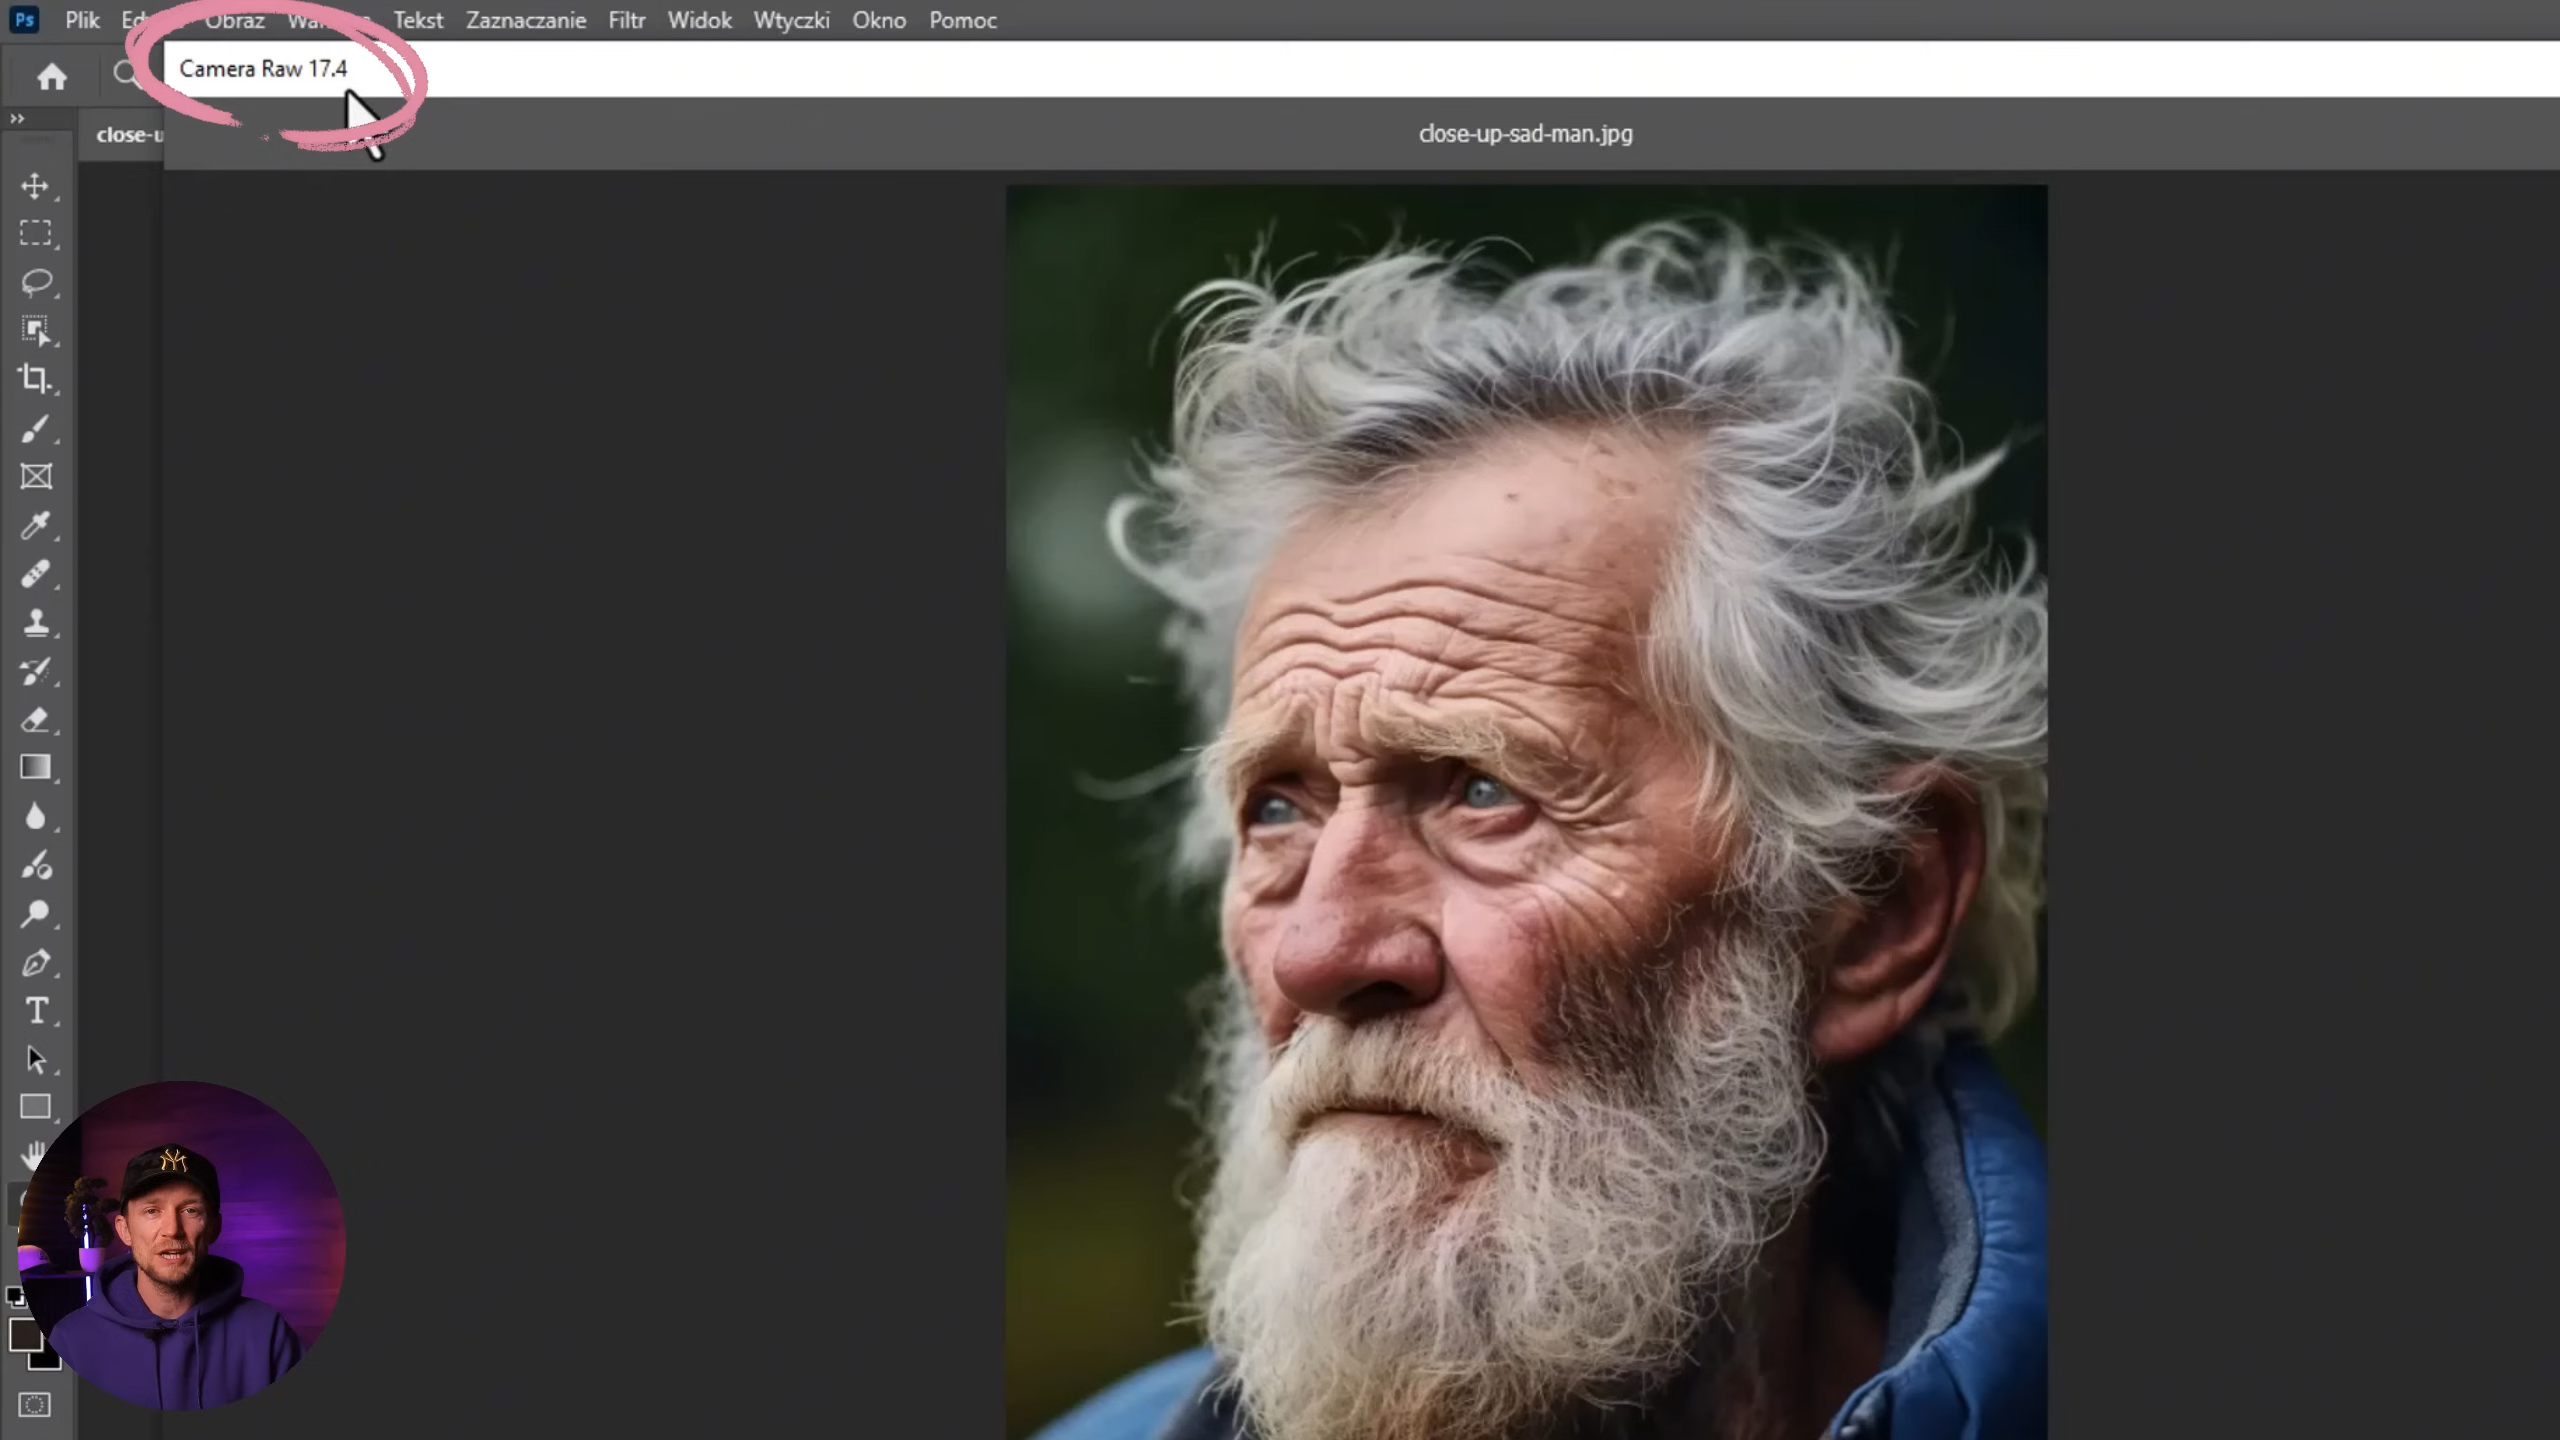 Ps Plik Obraz Tekst Zaznaczanie Filtr Widok Wtyczki Okno Pomoc
Camera Raw 17.4
close-u close-up-sad-man.jpg